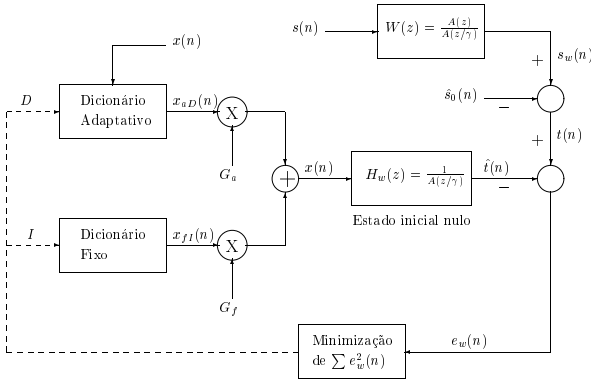 s(n)
W(z) = A(z) / A(z/γ)
+
s_w(n)
x(n)
ŝ_0(n)
−
D
Dicionário
Adaptativo
x_{aD}(n)
X
G_a
+
t(n)
+
x(n)
H_w(z) = 1 / A(z/γ)
t̂(n)
−
Estado inicial nulo
I
Dicionário
Fixo
x_{fI}(n)
X
G_f
Minimização
de ∑ e_w^2(n)
e_w(n)